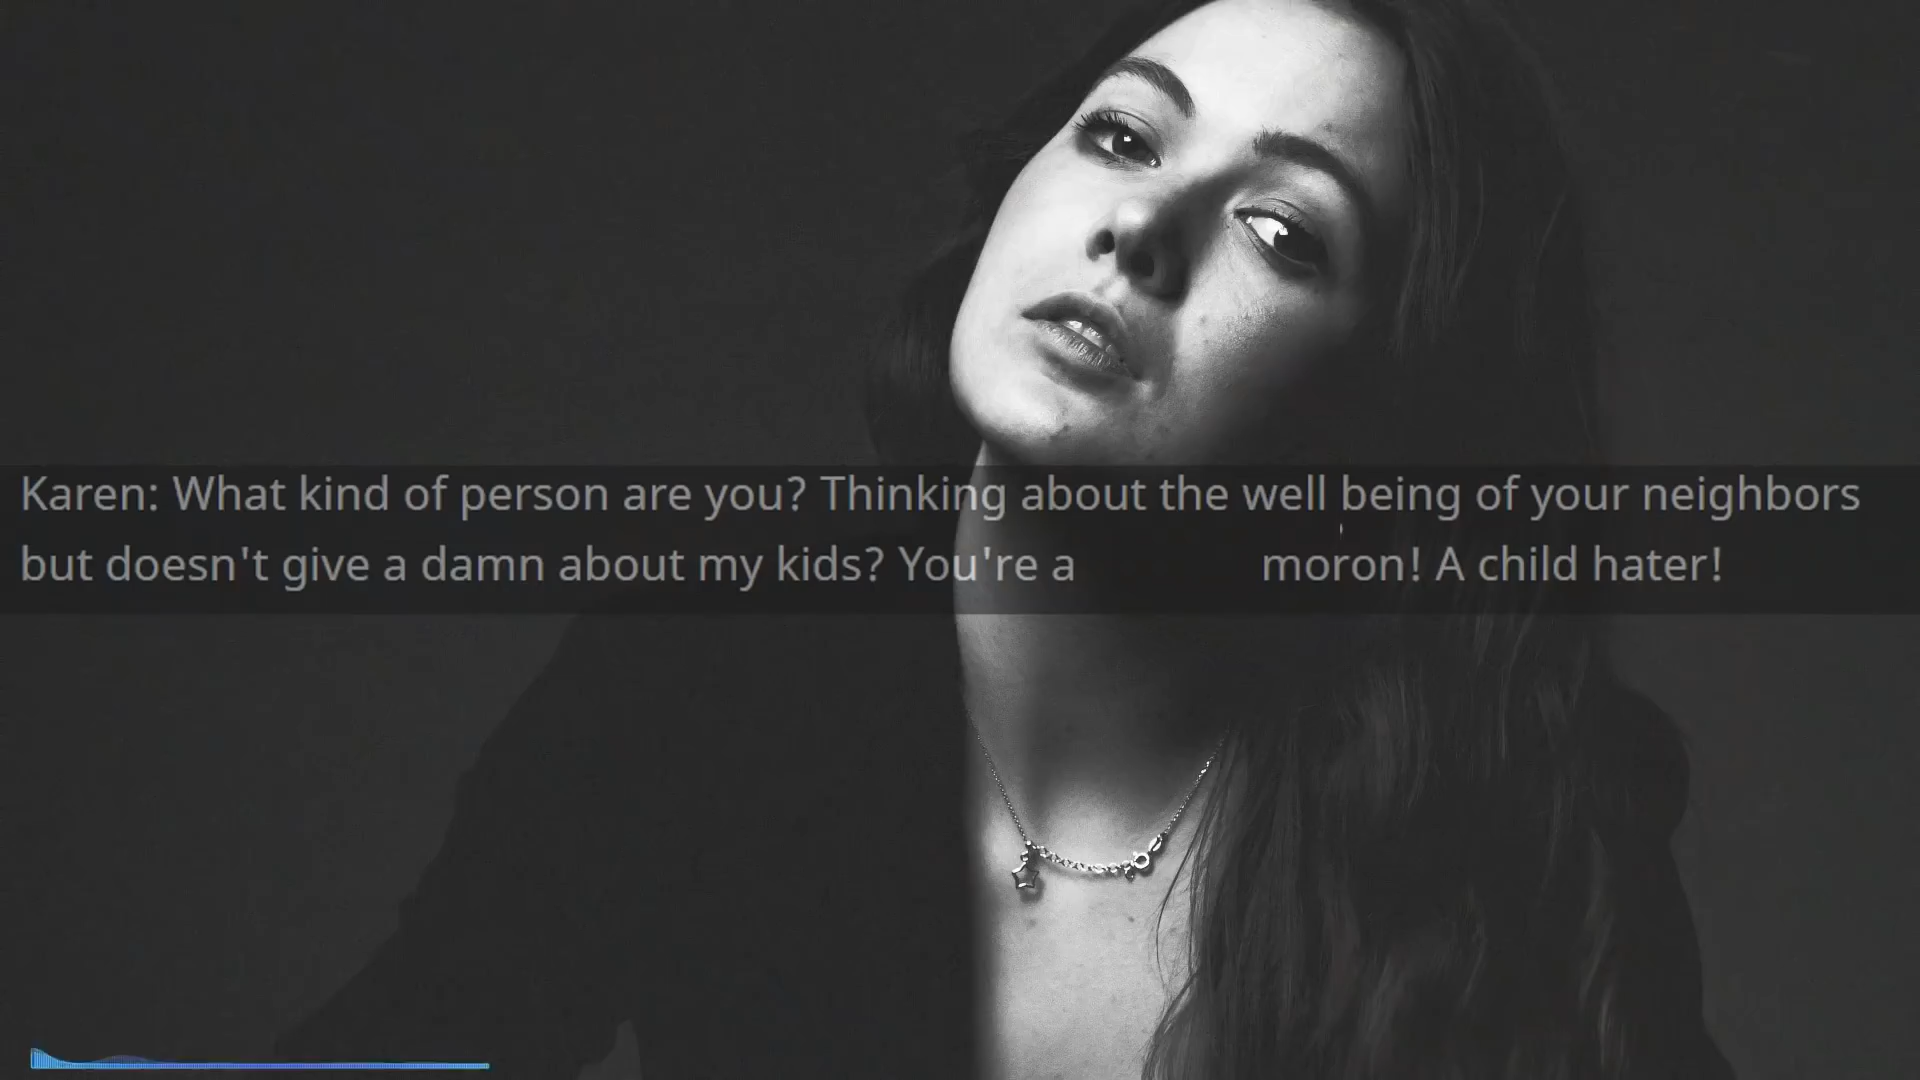 Karen: What kind of person are you? Thinking about the well being of your neighbors
but doesn't give a damn about my kids? You're a moron! A child hater!